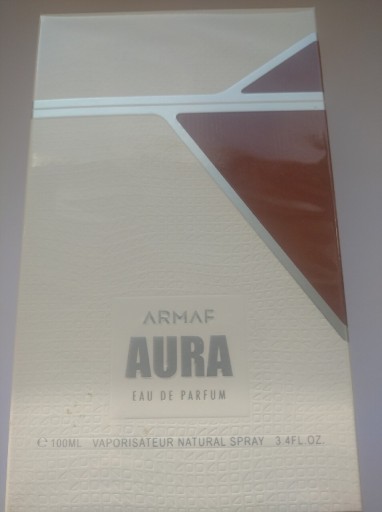 ARMAF
AURA
EAU DE PARFUM
℮ 100ML VAPORISATEUR NATURAL SPRAY 3.4FL.OZ.